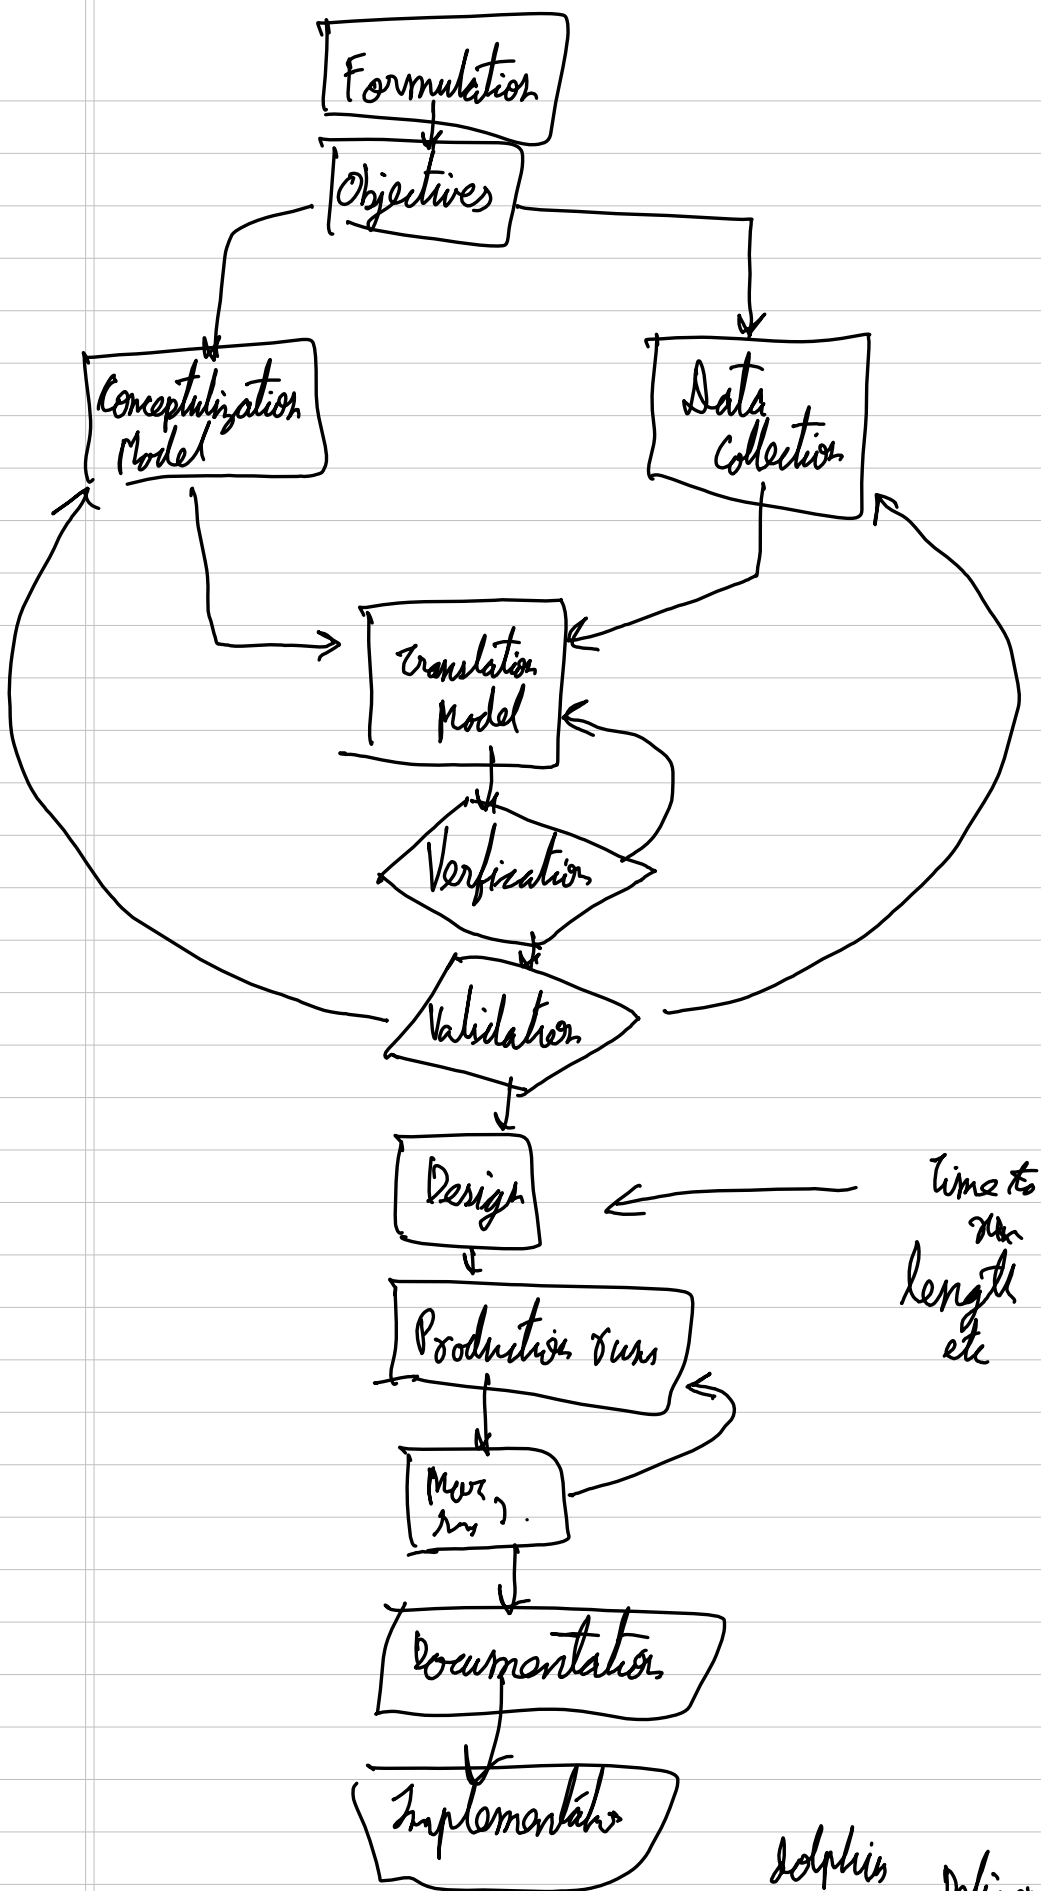 Formulation
Objectives
Conceptulization
Model
Data
Collection
Translation
Model
Verfication
Validation
Design
Time to
run
length
etc
Production runs
More
runs ?
Documentation
Implementation
dolphin